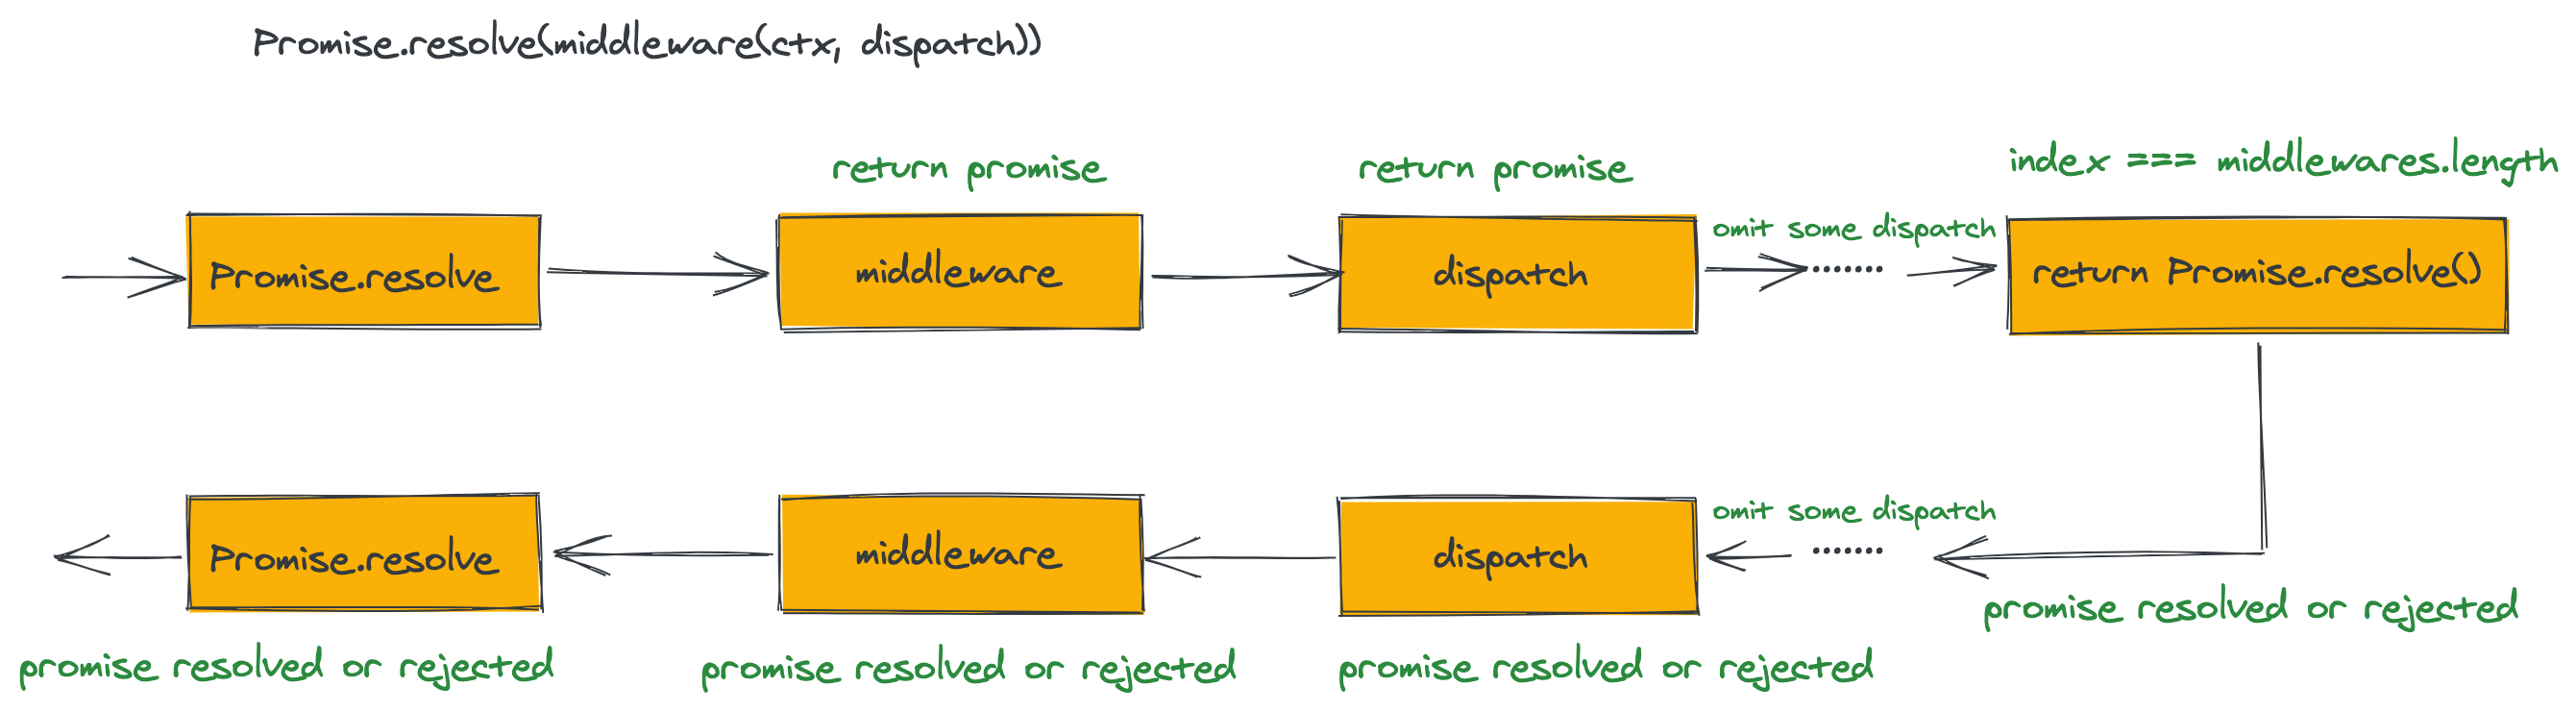 Promise.resolve(middleware(ctx, dispatch))
return promise
return promise
index === middlewares.length
Promise.resolve
middleware
dispatch
omit some dispatch
.......
return Promise.resolve()
Promise.resolve
middleware
dispatch
omit some dispatch
.......
promise resolved or rejected
promise resolved or rejected
promise resolved or rejected
promise resolved or rejected